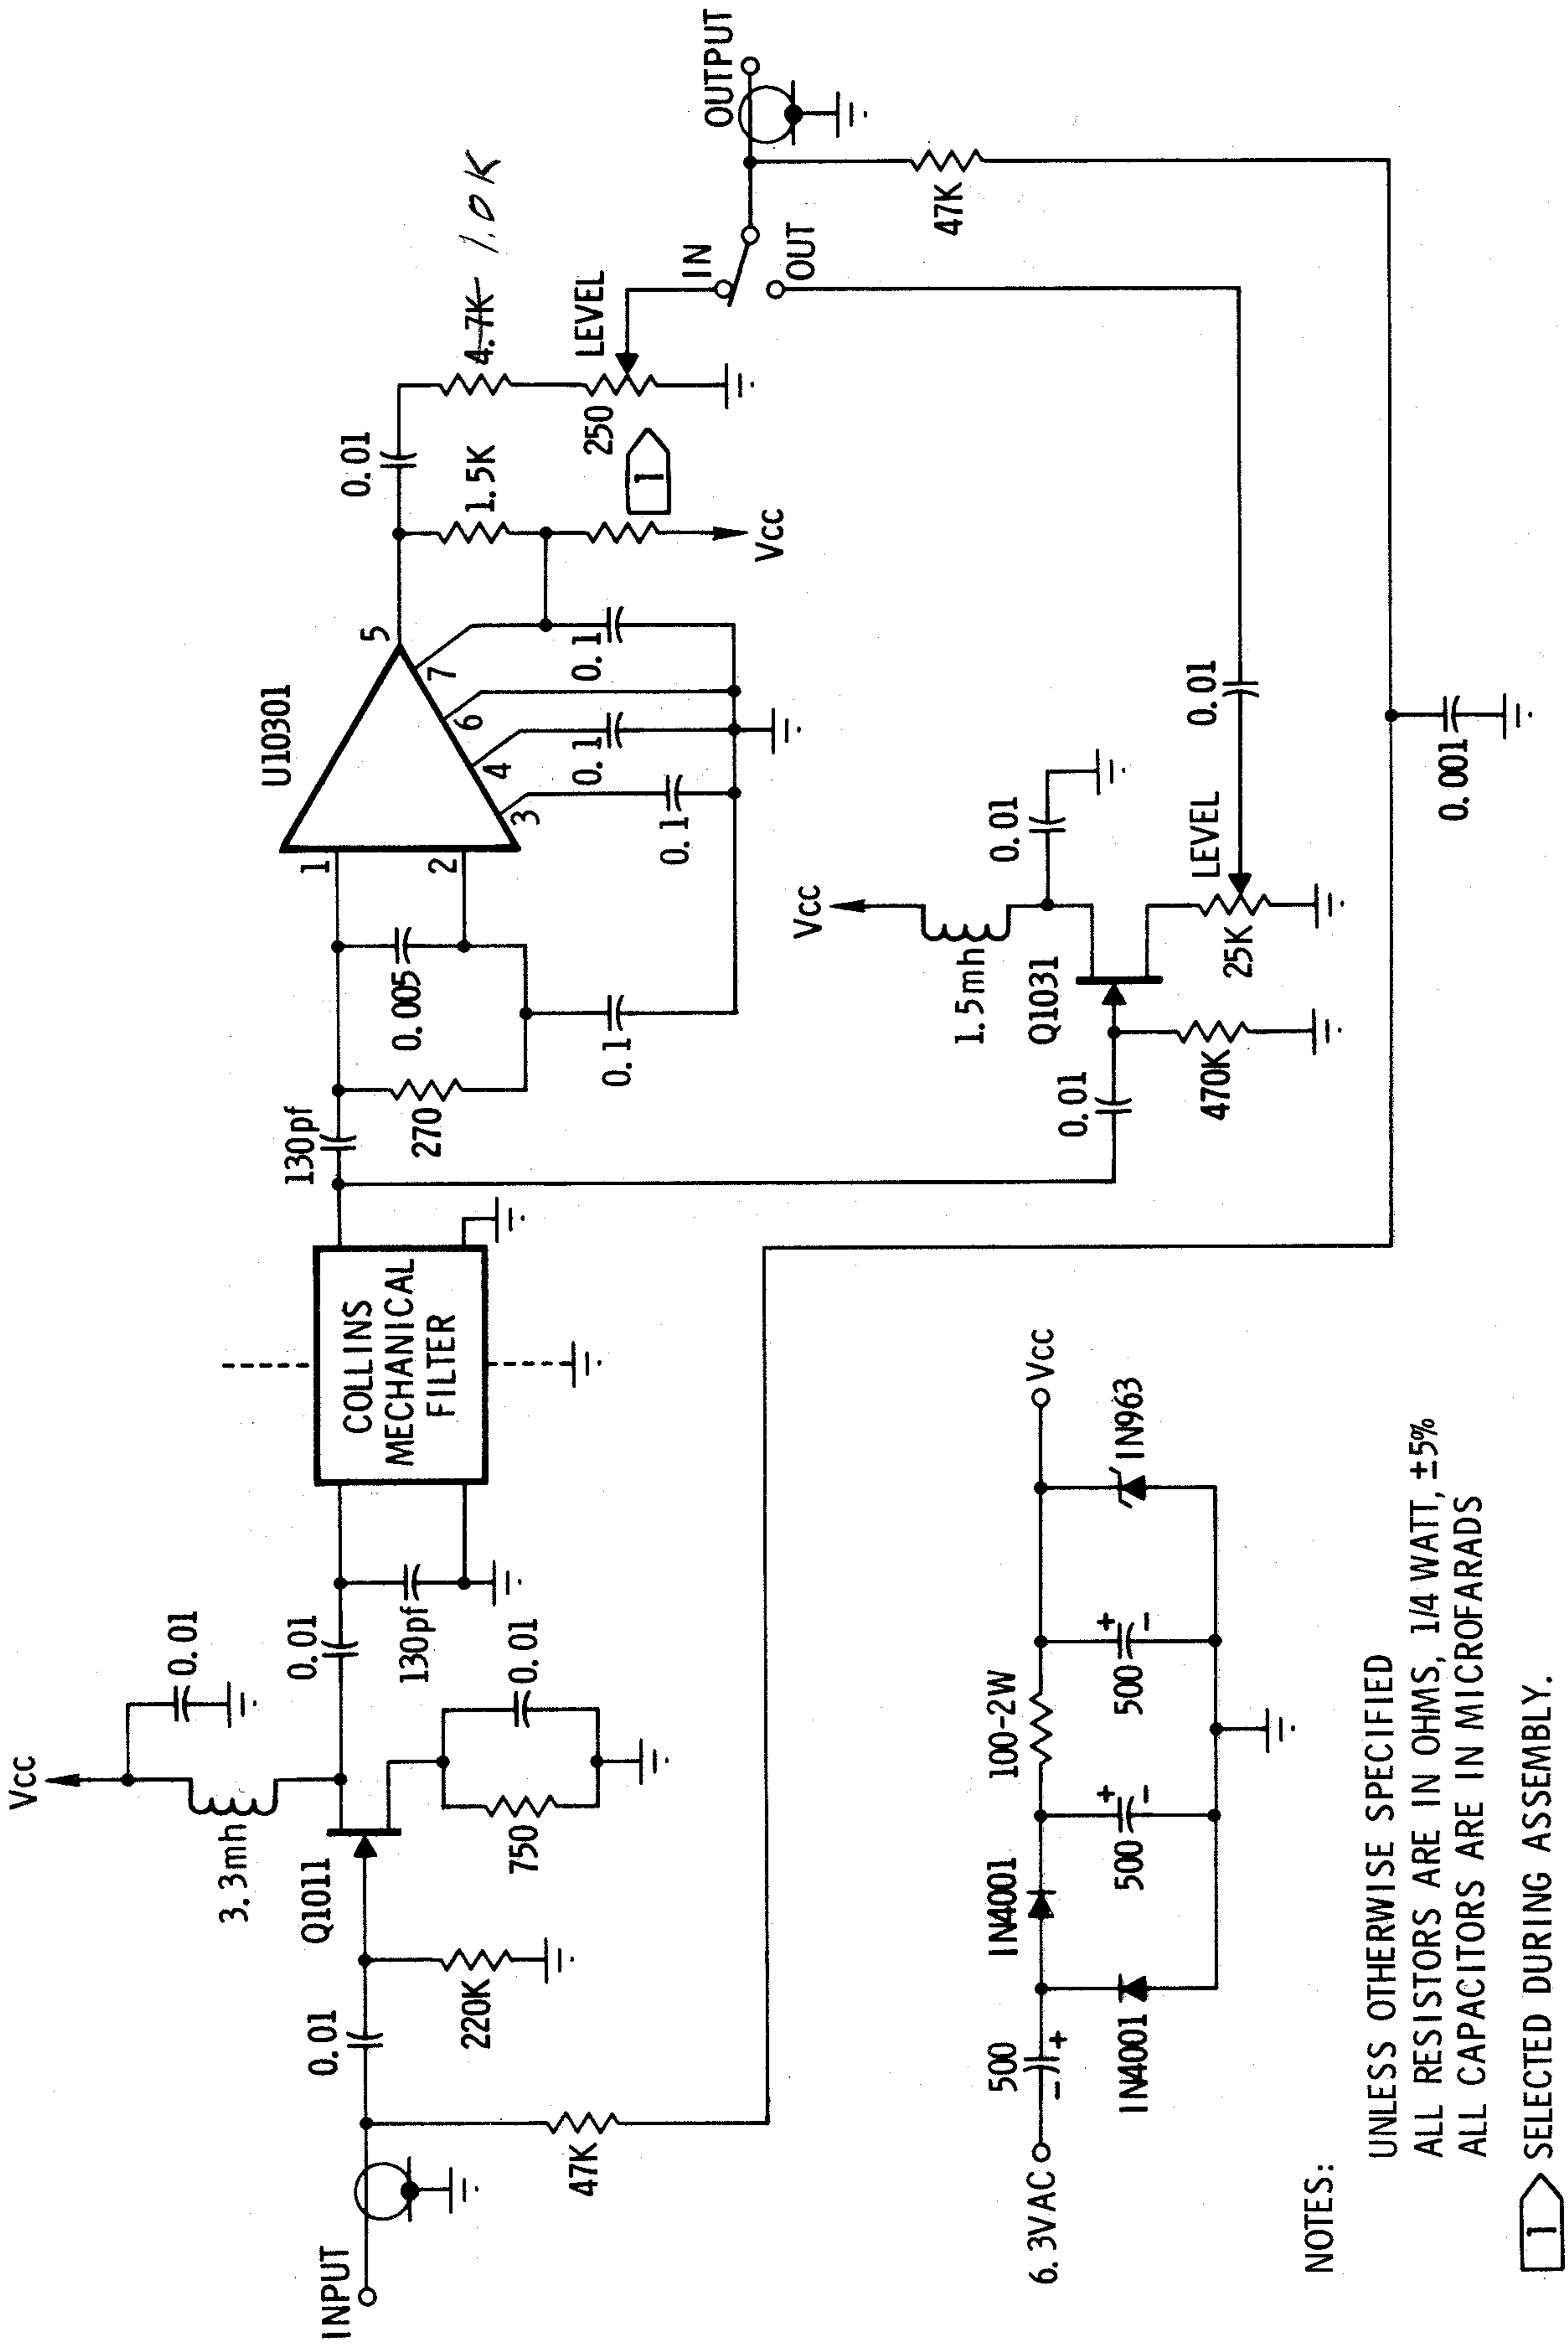 INPUT
47K
0.01
220K
Q1011
3.3mh
Vcc
0.01
750
0.01
0.01
130pf
COLLINS
MECHANICAL
FILTER
130pf
270
0.005
0.1
1
2
3
4
6
7
5
U10301
0.1
0.1
0.1
0.01
1.5K
1
Vcc
4.7K 1.0K
250
LEVEL
IN
OUT
OUTPUT
47K
0.01
470K
Q1031
1.5mh
Vcc
0.01
25K
LEVEL
0.01
0.001
6.3VAC
500
- +
IN4001
IN4001
500
+ -
100-2W
500
+ -
IN963
Vcc
NOTES:
UNLESS OTHERWISE SPECIFIED
ALL RESISTORS ARE IN OHMS, 1/4 WATT, ±5%
ALL CAPACITORS ARE IN MICROFARADS
1 SELECTED DURING ASSEMBLY.